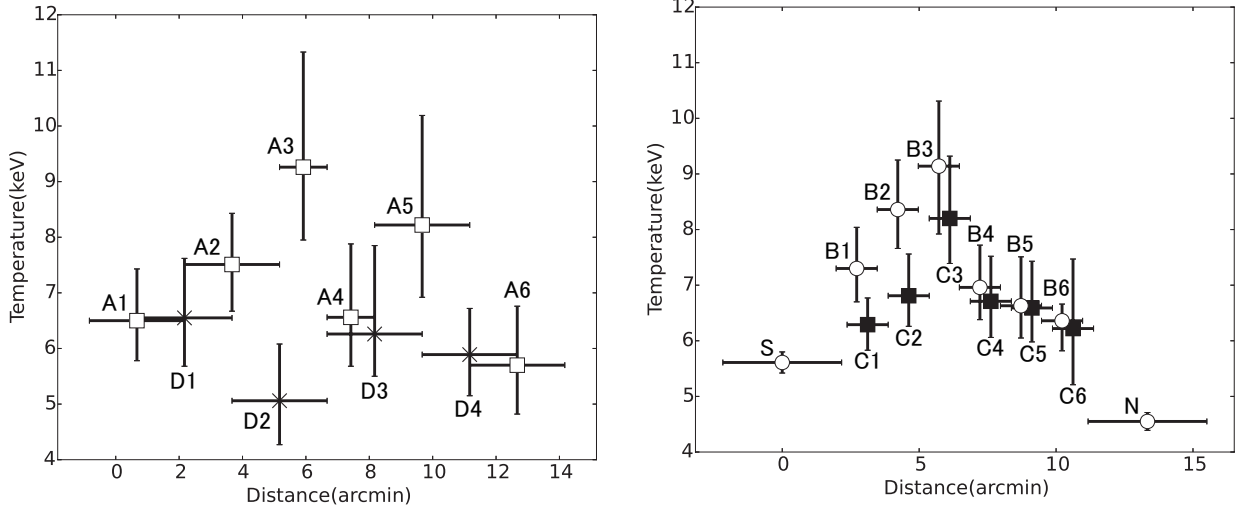 12
11
10
9
8
7
6
5
4
Temperature(keV)
A1
A2
A3
A4
A5
A6
D1
D2
D3
D4
0 2 4 6 8 10 12 14
Distance(arcmin)
12
11
10
9
8
7
6
5
4
Temperature(keV)
S
B1
B2
B3
B4
B5
B6
C1
C2
C3
C4
C5
C6
N
0 5 10 15
Distance(arcmin)